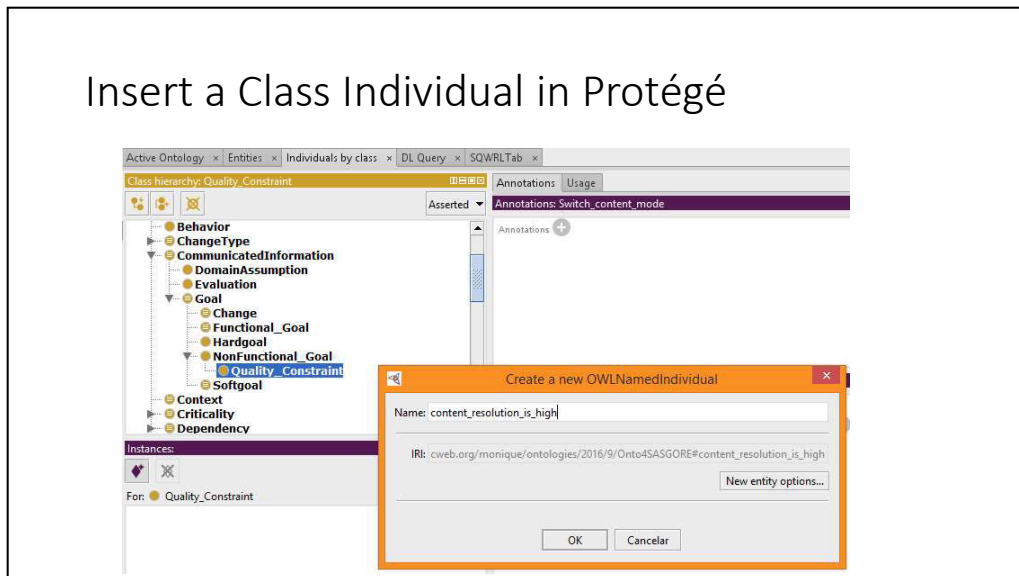 Insert a Class Individual in Protégé
Active Ontology × Entities × Individuals by class × DL Query × SQWRLTab ×
Class hierarchy: Quality_Constraint
Asserted
Behavior
ChangeType
CommunicatedInformation
DomainAssumption
Evaluation
Goal
Change
Functional_Goal
Hardgoal
NonFunctional_Goal
Quality_Constraint
Softgoal
Context
Criticality
Dependency
Instances:
For: Quality_Constraint
Annotations Usage
Annotations: Switch_content_mode
Annotations
Create a new OWLNamedIndividual
Name: content_resolution_is_high
IRI: cweb.org/monique/ontologies/2016/9/Onto4SASGORE#content_resolution_is_high
New entity options...
OK Cancelar